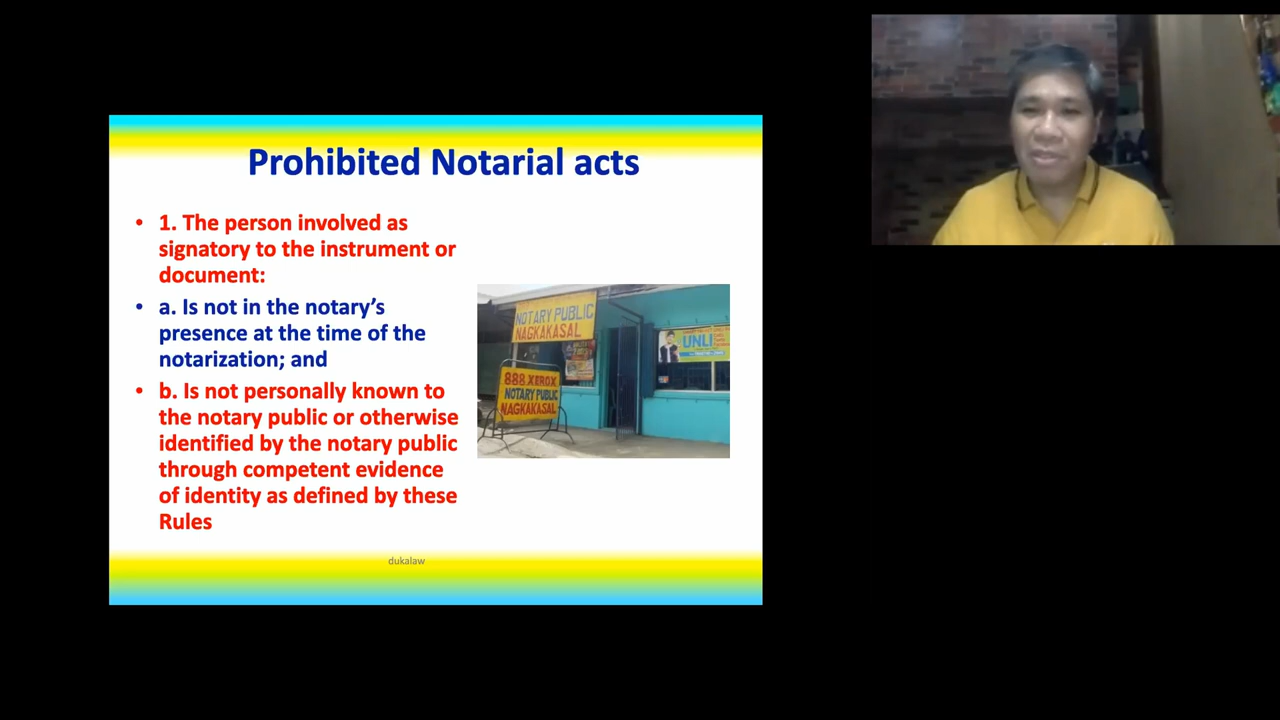 Prohibited Notarial acts
• 1. The person involved as
signatory to the instrument or
document:
• a. Is not in the notary’s
presence at the time of the
notarization; and
• b. Is not personally known to
the notary public or otherwise
identified by the notary public
through competent evidence
of identity as defined by these
Rules
NOTARY PUBLIC
NAGKAKASAL
UNLI
888 XEROX
NOTARY PUBLIC
NAGKAKASAL
dukalaw